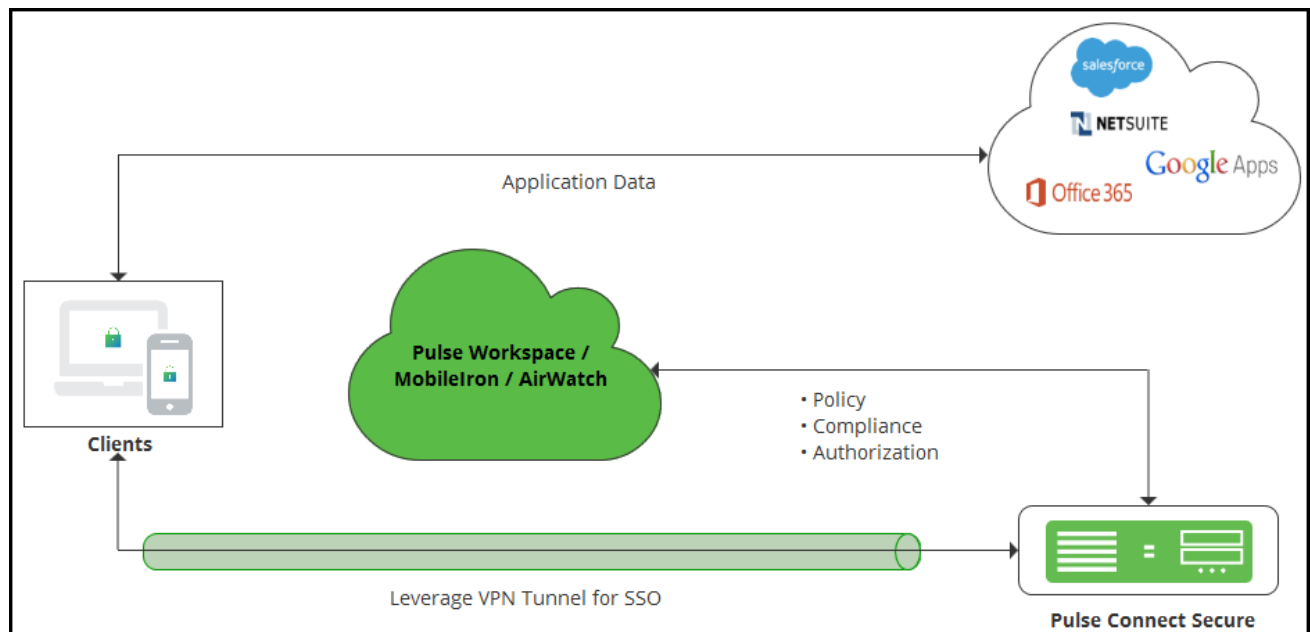 salesforce
NETSUITE
Google Apps
Office 365
Application Data
Pulse Workspace /
MobileIron / AirWatch
• Policy
• Compliance
• Authorization
Clients
Leverage VPN Tunnel for SSO
Pulse Connect Secure